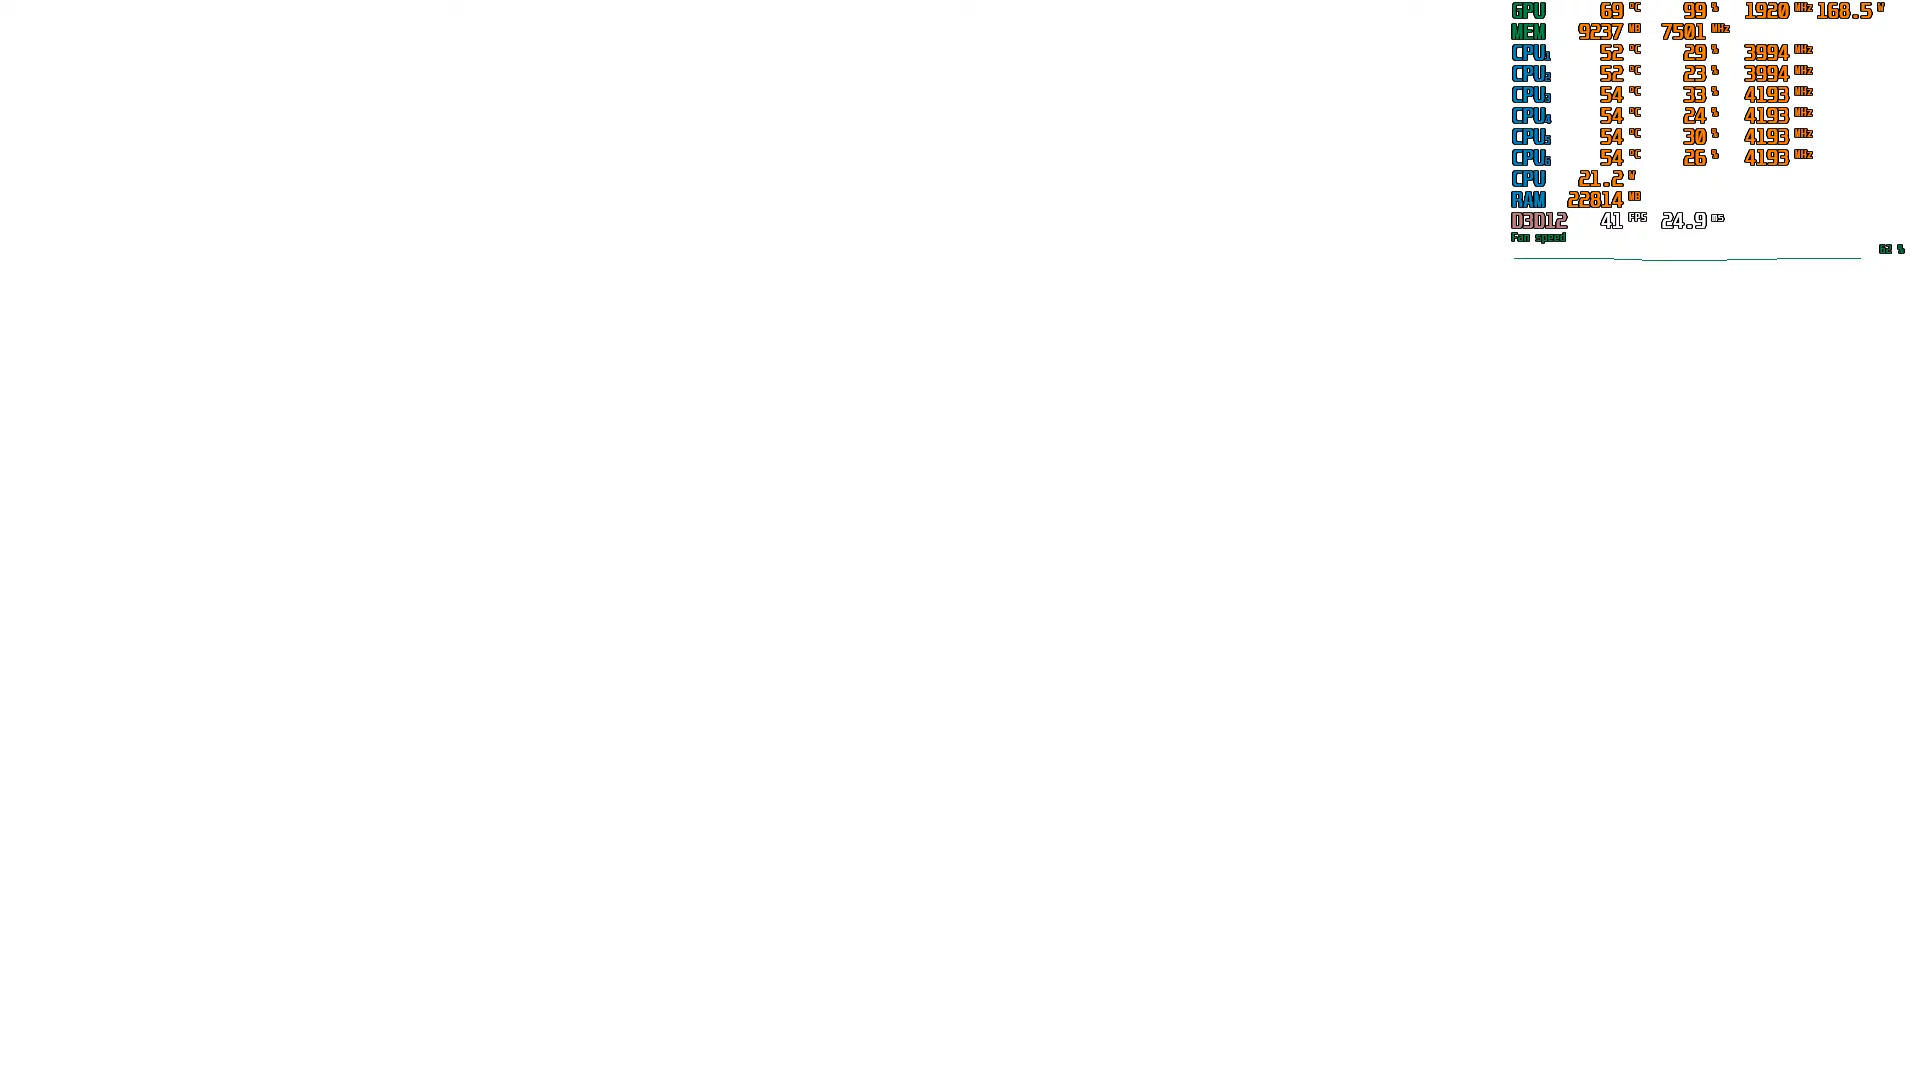 GPU 69 °C 99 % 1920 MHz 168.5 W
MEM 9237 MB 7501 MHz
CPU1 52 °C 29 % 3994 MHz
CPU2 52 °C 23 % 3994 MHz
CPU3 54 °C 33 % 4193 MHz
CPU4 54 °C 24 % 4193 MHz
CPU5 54 °C 30 % 4193 MHz
CPU6 54 °C 26 % 4193 MHz
CPU 21.2 W
RAM 22814 MB
D3D12 41 FPS 24.9 ms
Fan speed
62 %